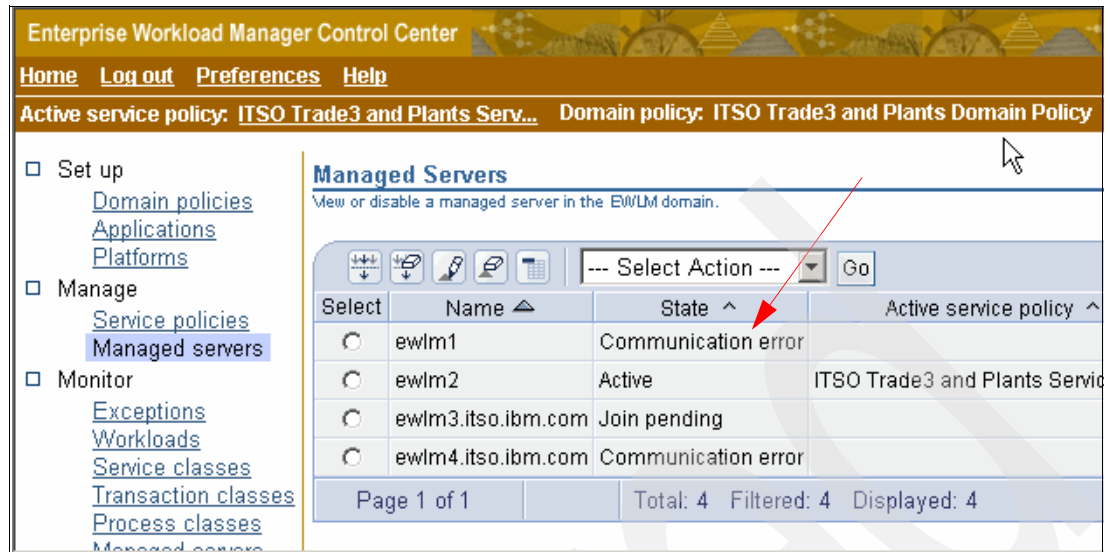 Enterprise Workload Manager Control Center
Home Log out Preferences Help
Active service policy: ITSO Trade3 and Plants Serv... Domain policy: ITSO Trade3 and Plants Domain Policy
Set up
Domain policies
Applications
Platforms
Manage
Service policies
Managed servers
Monitor
Exceptions
Workloads
Service classes
Transaction classes
Process classes
Managed servers
Managed Servers
View or disable a managed server in the EWLM domain.
--- Select Action --- Go
Select Name State Active service policy
ewlm1 Communication error
ewlm2 Active ITSO Trade3 and Plants Servic
ewlm3.itso.ibm.com Join pending
ewlm4.itso.ibm.com Communication error
Page 1 of 1 Total: 4 Filtered: 4 Displayed: 4